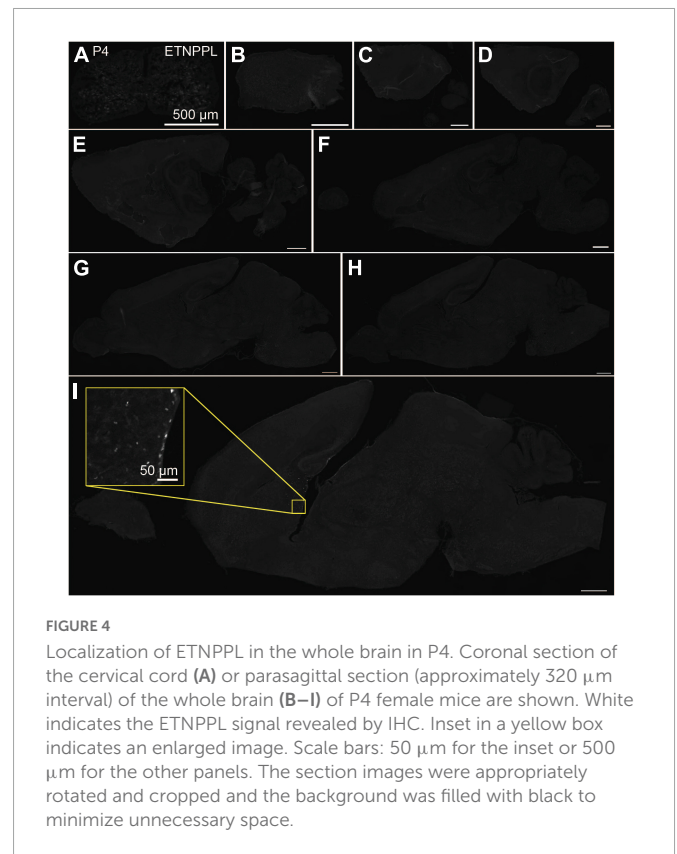 A P4 ETNPPL B C D
500 μm
E F
G H
I
50 μm
FIGURE 4
Localization of ETNPPL in the whole brain in P4. Coronal section of
the cervical cord (A) or parasagittal section (approximately 320 μm
interval) of the whole brain (B–I) of P4 female mice are shown. White
indicates the ETNPPL signal revealed by IHC. Inset in a yellow box
indicates an enlarged image. Scale bars: 50 μm for the inset or 500
μm for the other panels. The section images were appropriately
rotated and cropped and the background was filled with black to
minimize unnecessary space.